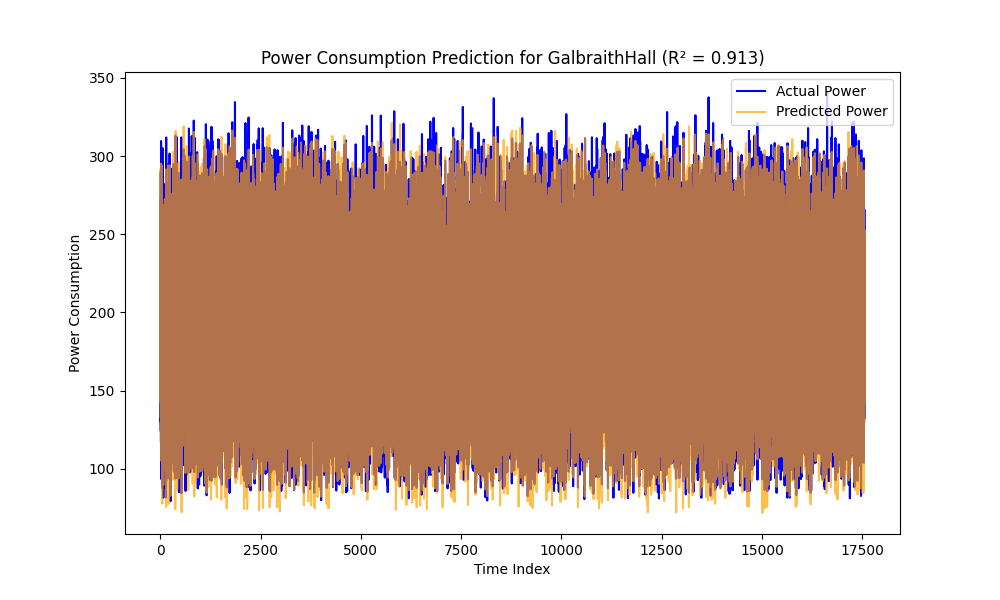 Power Consumption Prediction for GalbraithHall (R² = 0.913)
Actual Power
Predicted Power
350
300
250
200
150
100
Power Consumption
0
2500
5000
7500
10000
12500
15000
17500
Time Index